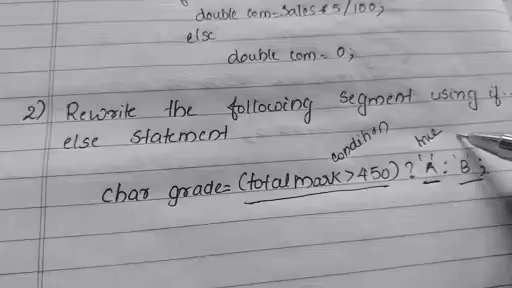 double com=Sales*5/100;
else
double com= 0;
2) Rewrite the following segment using if-
else statement
condition true
char grade=(totalmark>450)?'A':'B';